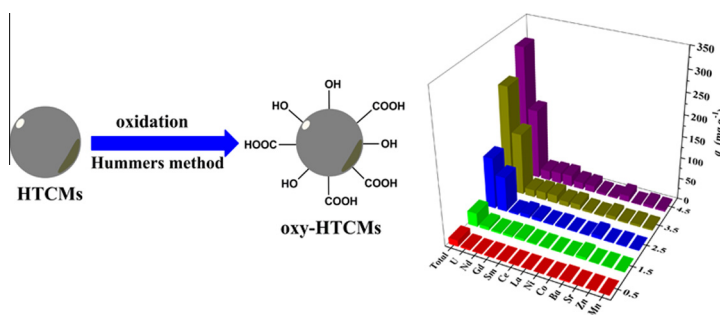 HTCMs
oxidation
Hummers method
OH
HO
COOH
HOOC
OH
HO
COOH
COOH
oxy-HTCMs
350
300
250
200
150
100
50
0
4.5
3.5
2.5
1.5
0.5
Total
U
Nd
Gd
Sm
Ce
La
Ni
Co
Ba
Sr
Zn
Mn